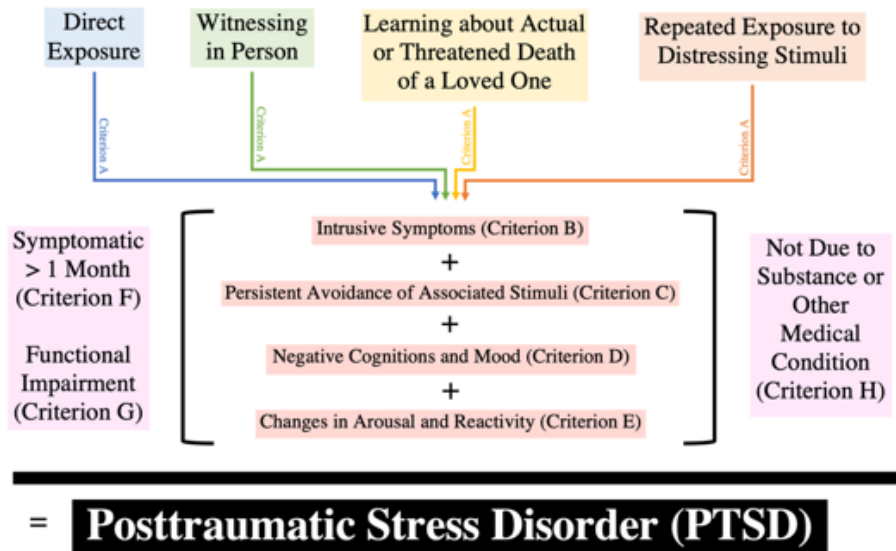 Direct
Exposure
Witnessing
in Person
Learning about Actual
or Threatened Death
of a Loved One
Repeated Exposure to
Distressing Stimuli
Criterion A
Criterion A
Criterion A
Criterion A
Symptomatic
> 1 Month
(Criterion F)
Functional
Impairment
(Criterion G)
Intrusive Symptoms (Criterion B)
+
Persistent Avoidance of Associated Stimuli (Criterion C)
+
Negative Cognitions and Mood (Criterion D)
+
Changes in Arousal and Reactivity (Criterion E)
Not Due to
Substance or
Other
Medical
Condition
(Criterion H)
= Posttraumatic Stress Disorder (PTSD)